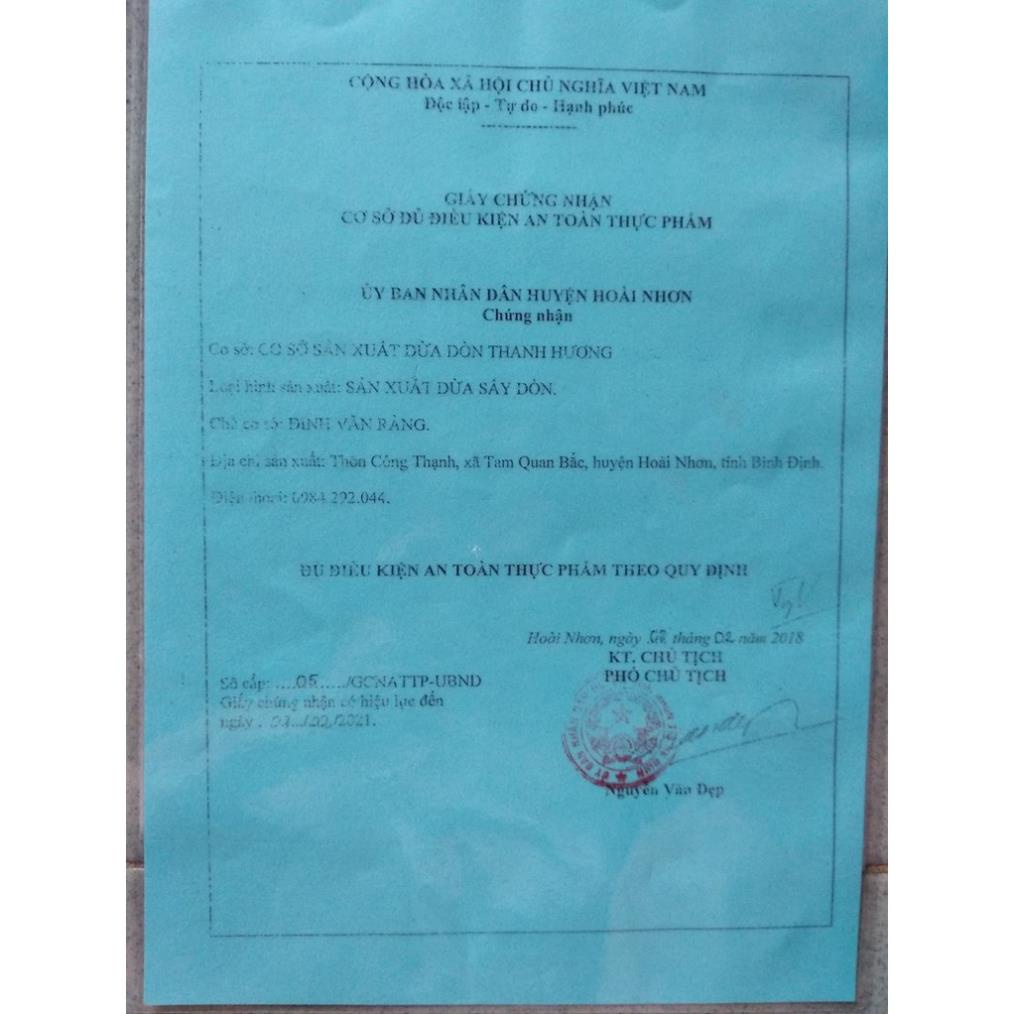 CỘNG HÒA XÃ HỘI CHỦ NGHĨA VIỆT NAM
Độc lập - Tự do - Hạnh phúc
GIẤY CHỨNG NHẬN
CƠ SỞ ĐỦ ĐIỀU KIỆN AN TOÀN THỰC PHẨM
ỦY BAN NHÂN DÂN HUYỆN HOÀI NHƠN
Chứng nhận
Cơ sở: CƠ SỞ SẢN XUẤT DỪA DÒN THANH HƯƠNG
Loại hình sản xuất: SẢN XUẤT DỪA SẤY DÒN.
Chủ cơ sở: ĐINH VĂN RÀNG.
Địa chỉ sản xuất: Thôn Công Thạnh, xã Tam Quan Bắc, huyện Hoài Nhơn, tỉnh Bình Định.
Điện thoại: 0984.292.044.
ĐỦ ĐIỀU KIỆN AN TOÀN THỰC PHẨM THEO QUY ĐỊNH
Hoài Nhơn, ngày tháng 02 năm 2018
KT. CHỦ TỊCH
PHÓ CHỦ TỊCH
Số cấp: ....05...../GCNATTP-UBND
Giấy chứng nhận có hiệu lực đến
ngày /02/2021.
Nguyễn Văn Dẹp